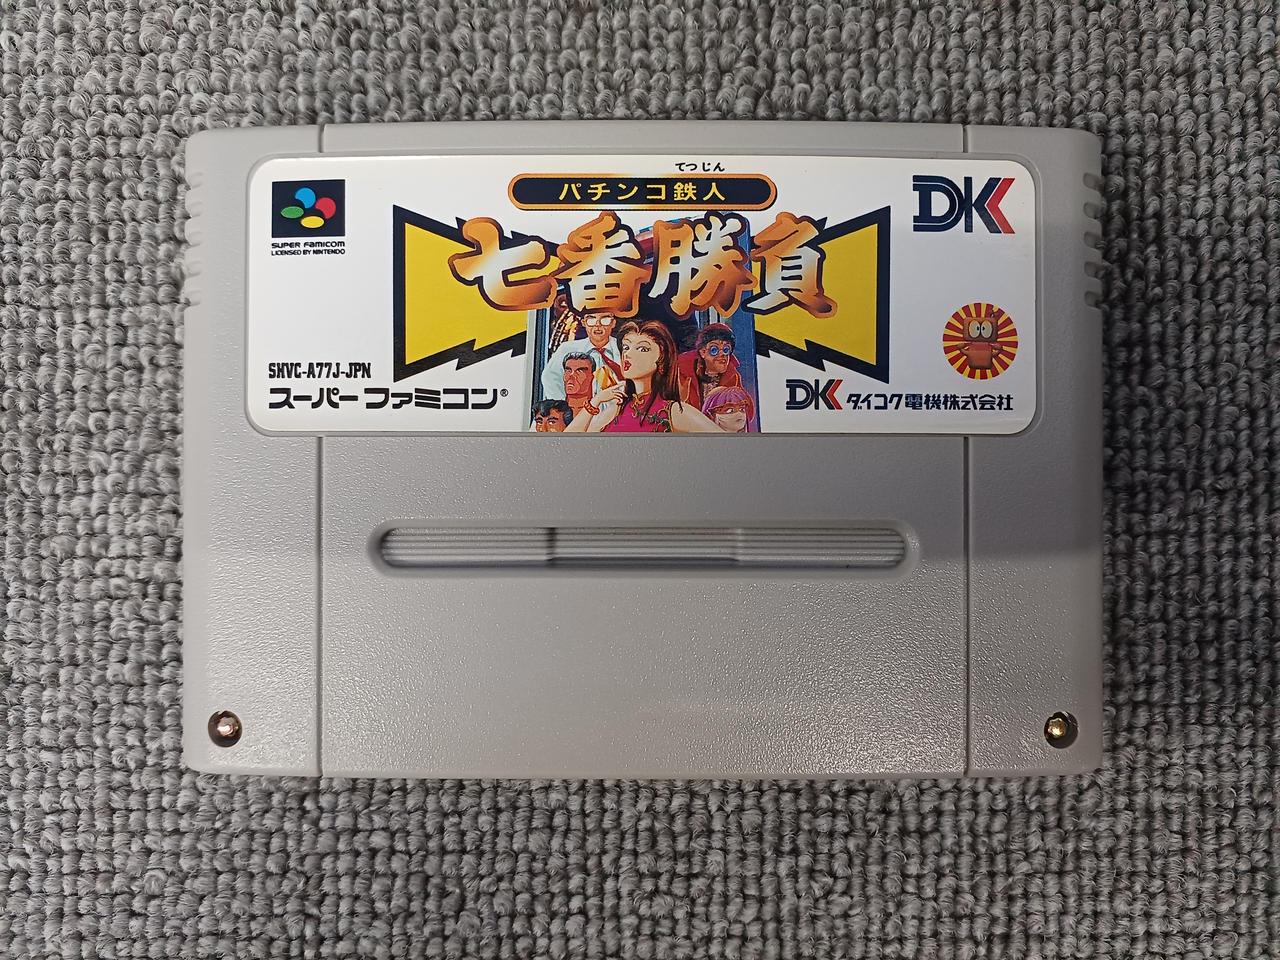 てつじん
パチンコ鉄人
七番勝負
SUPER FAMICOM
LICENSED BY NINTENDO
DK
SHVC-A77J-JPN
スーパーファミコン®
DK ダイコク電機株式会社